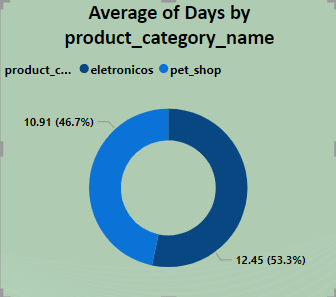 Average of Days by
product_category_name
product_c... eletronicos pet_shop
10.91 (46.7%)
12.45 (53.3%)